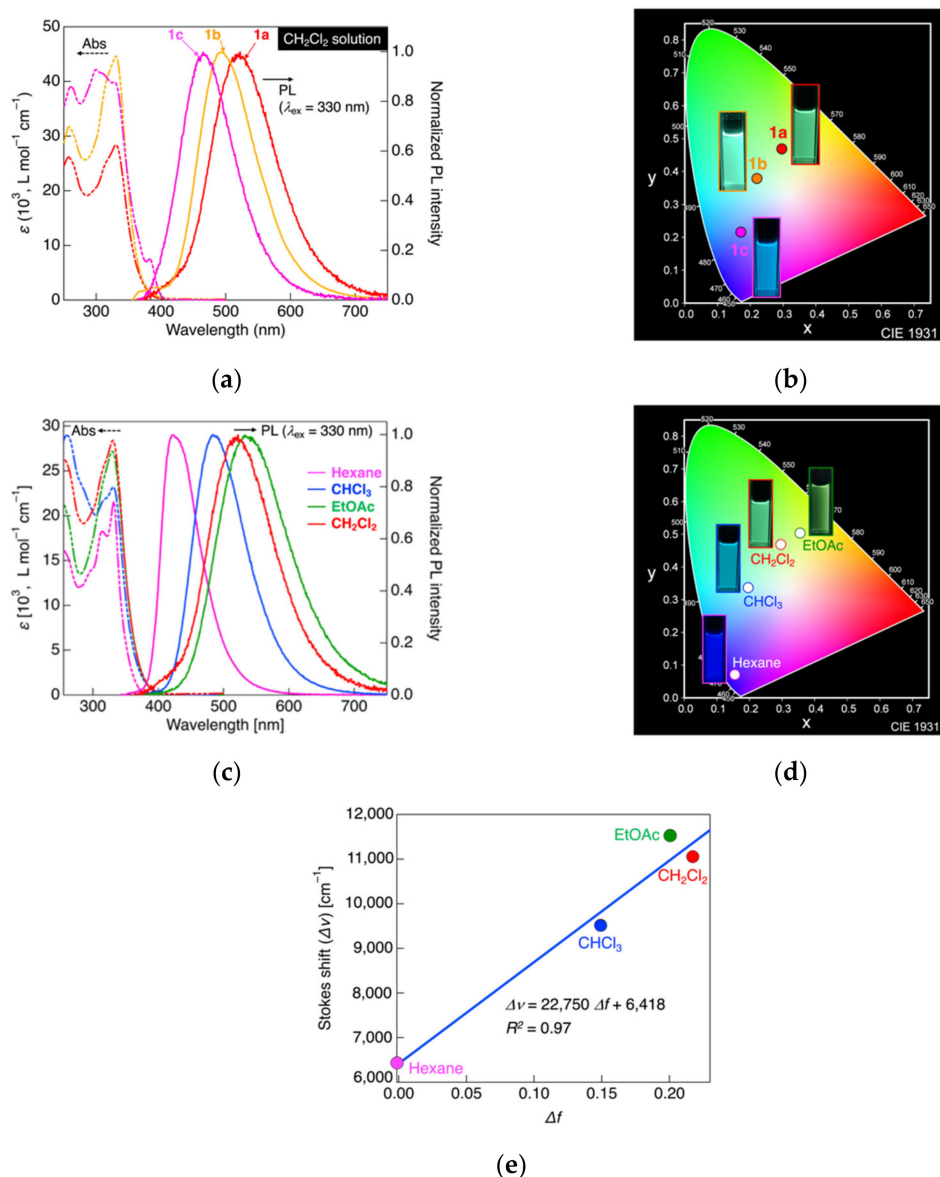 50
45
40
35
30
20
10
0
ε (10³, L mol⁻¹ cm⁻¹)
Abs
1c
1b
1a
CH₂Cl₂ solution
PL
(λex = 330 nm)
1.0
0.8
0.6
0.4
0.2
0.0
Normalized PL intensity
300 400 500 600 700
Wavelength (nm)
(a)
0.8
0.7
0.6
0.5
y
0.4
0.3
0.2
0.1
0.0
520
530
540
550
570
580
590
600
610
620
630
650
490
480
470
460
1a
1b
1c
0.0 0.1 0.2 0.3 0.4 0.5 0.6 0.7
x
CIE 1931
(b)
30
28
25
20
15
10
5
0
ε [10³, L mol⁻¹ cm⁻¹]
Abs
PL (λex = 330 nm)
Hexane
CHCl₃
EtOAc
CH₂Cl₂
1.0
0.8
0.6
0.4
0.2
0.0
Normalized PL intensity
300 400 500 600 700
Wavelength [nm]
(c)
0.8
0.7
0.6
0.5
y
0.4
0.3
0.2
0.1
0.0
520
530
540
550
570
580
590
600
610
620
630
650
490
EtOAc
CH₂Cl₂
CHCl₃
Hexane
0.0 0.1 0.2 0.3 0.4 0.5 0.6 0.7
x
CIE 1931
(d)
12,000
11,000
10,000
9,000
8,000
7,000
6,000
Stokes shift (Δν) [cm⁻¹]
EtOAc
CH₂Cl₂
CHCl₃
Δν = 22,750 Δf + 6,418
R² = 0.97
Hexane
0.00 0.05 0.10 0.15 0.20
Δf
(e)